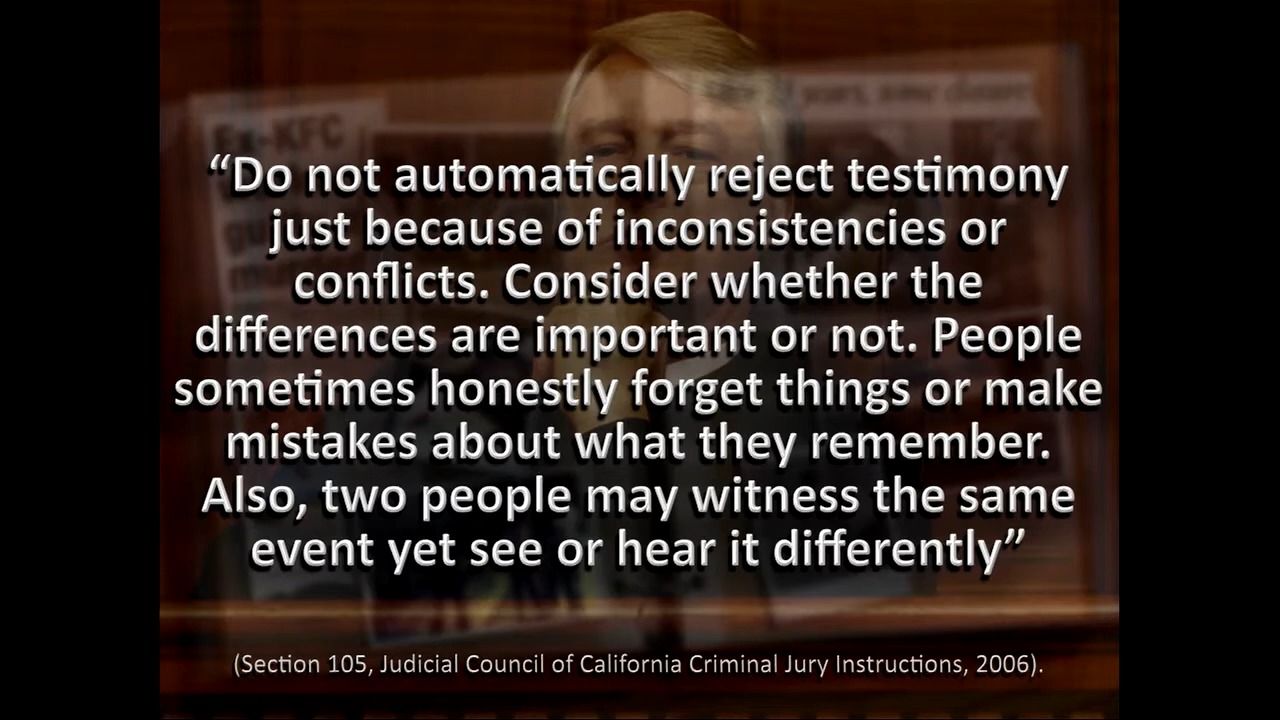 Ex-KFC
“Do not automatically reject testimony
just because of inconsistencies or
conflicts. Consider whether the
differences are important or not. People
sometimes honestly forget things or make
mistakes about what they remember.
Also, two people may witness the same
event yet see or hear it differently”
(Section 105, Judicial Council of California Criminal Jury Instructions, 2006).